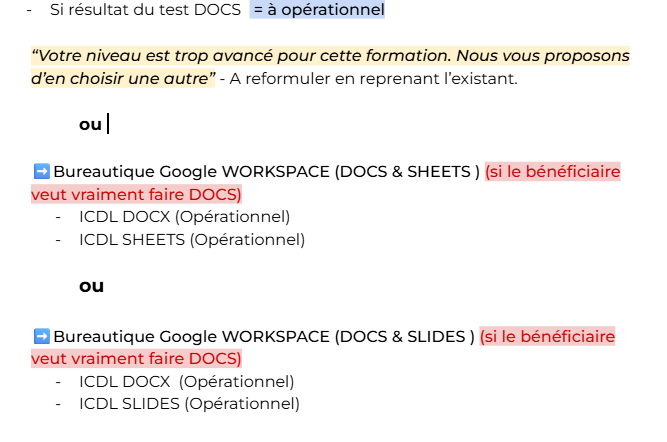 - Si résultat du test DOCS = à opérationnel
“Votre niveau est trop avancé pour cette formation. Nous vous proposons
d’en choisir une autre” - A reformuler en reprenant l’existant.
ou
➡️ Bureautique Google WORKSPACE (DOCS & SHEETS ) (si le bénéficiaire
veut vraiment faire DOCS)
- ICDL DOCX (Opérationnel)
- ICDL SHEETS (Opérationnel)
ou
➡️ Bureautique Google WORKSPACE (DOCS & SLIDES ) (si le bénéficiaire
veut vraiment faire DOCS)
- ICDL DOCX (Opérationnel)
- ICDL SLIDES (Opérationnel)